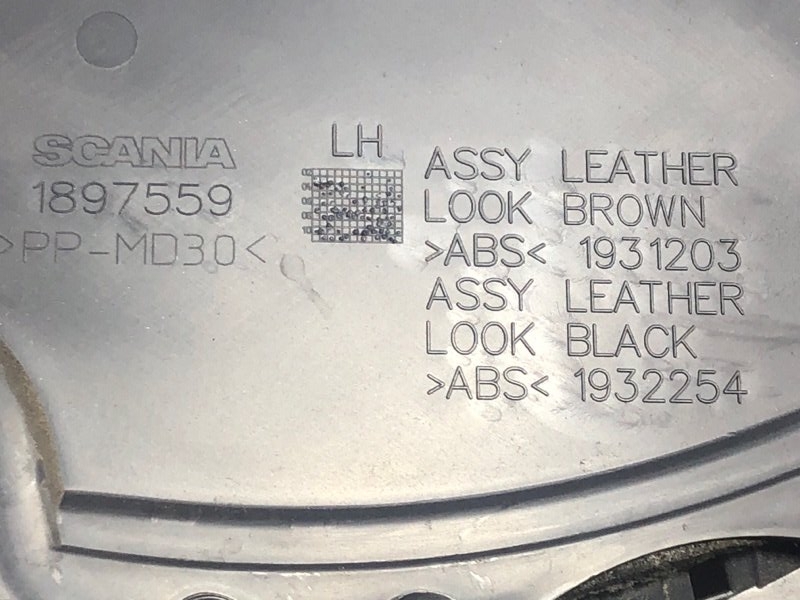 SCANIA
1897559
>PP-MD30<
LH
ASSY LEATHER
LOOK BROWN
>ABS< 1931203
ASSY LEATHER
LOOK BLACK
>ABS< 1932254